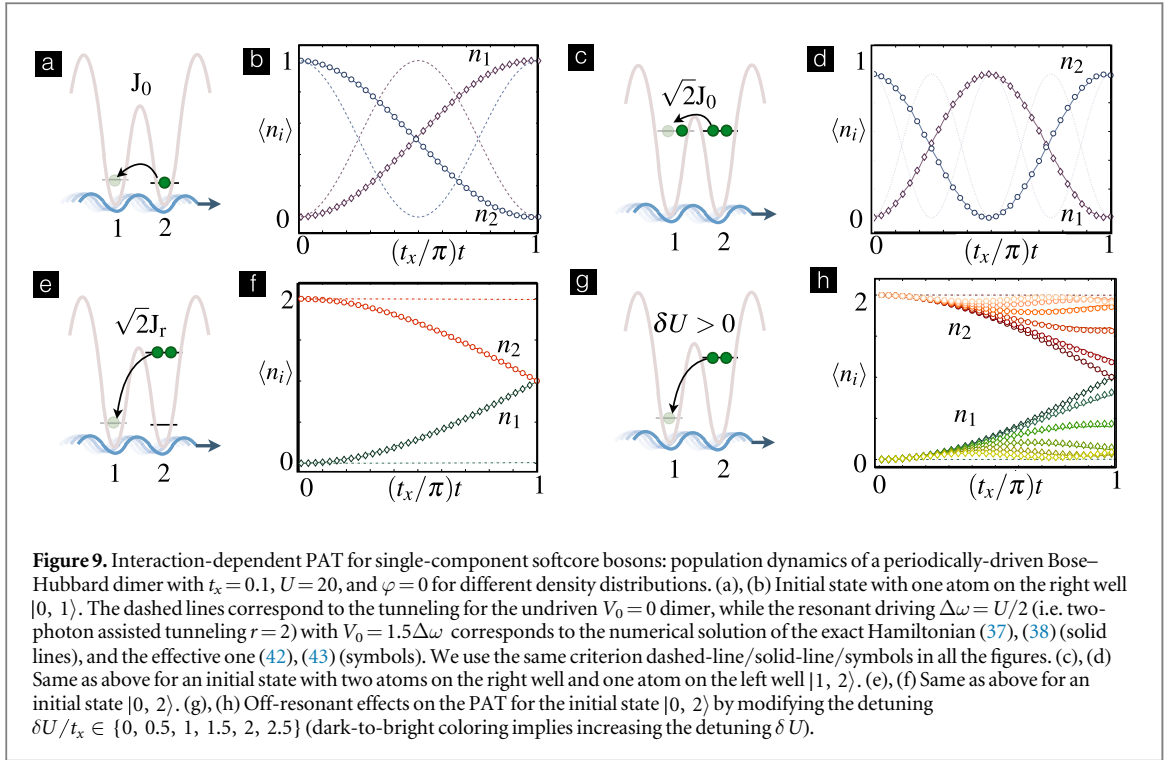 a
J₀
1 2
b
1
⟨nᵢ⟩
0
n₁
n₂
0 (tₓ/π)t 1
c
√2J₀
1 2
d
1
⟨nᵢ⟩
0
n₂
n₁
0 (tₓ/π)t 1
e
√2Jᵣ
1 2
f
2
⟨nᵢ⟩
0
n₂
n₁
0 (tₓ/π)t 1
g
δU > 0
1 2
h
2
⟨nᵢ⟩
0
n₂
n₁
0 (tₓ/π)t 1
Figure 9. Interaction-dependent PAT for single-component softcore bosons: population dynamics of a periodically-driven Bose–
Hubbard dimer with tₓ = 0.1, U = 20, and φ = 0 for different density distributions. (a), (b) Initial state with one atom on the right well
|0, 1⟩. The dashed lines correspond to the tunneling for the undriven V₀ = 0 dimer, while the resonant driving Δω = U/2 (i.e. two-
photon assisted tunneling r = 2) with V₀ = 1.5Δω corresponds to the numerical solution of the exact Hamiltonian (37), (38) (solid
lines), and the effective one (42), (43) (symbols). We use the same criterion dashed-line/solid-line/symbols in all the figures. (c), (d)
Same as above for an initial state with two atoms on the right well and one atom on the left well |1, 2⟩. (e), (f) Same as above for an
initial state |0, 2⟩. (g), (h) Off-resonant effects on the PAT for the initial state |0, 2⟩ by modifying the detuning
δU/tₓ ∈ {0, 0.5, 1, 1.5, 2, 2.5} (dark-to-bright coloring implies increasing the detuning δ U).